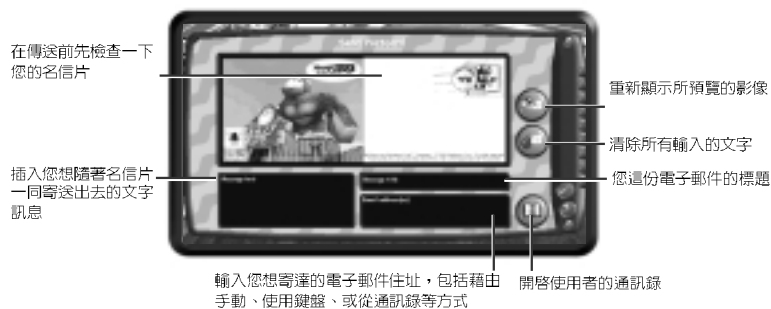 Send Postcard
在傳送前先檢查一下
您的名信片
重新顯示所預覽的影像
清除所有輸入的文字
插入您想隨著名信片
一同寄送出去的文字
訊息
您這份電子郵件的標題
輸入您想寄達的電子郵件住址，包括藉由
手動、使用鍵盤、或從通訊錄等方式
開啓使用者的通訊錄